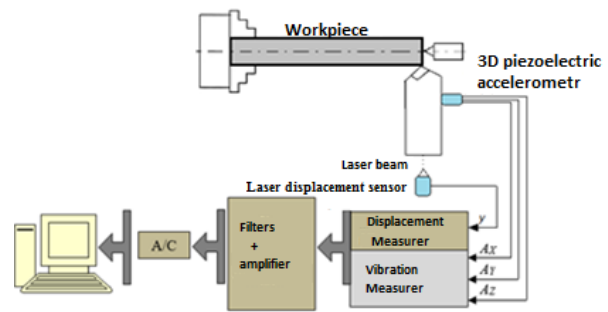 Workpiece
3D piezoelectric
accelerometr
Laser beam
Laser displacement sensor
Filters
+
amplifier
A/C
Displacement
Measurer
Vibration
Measurer
y
AX
AY
AZ